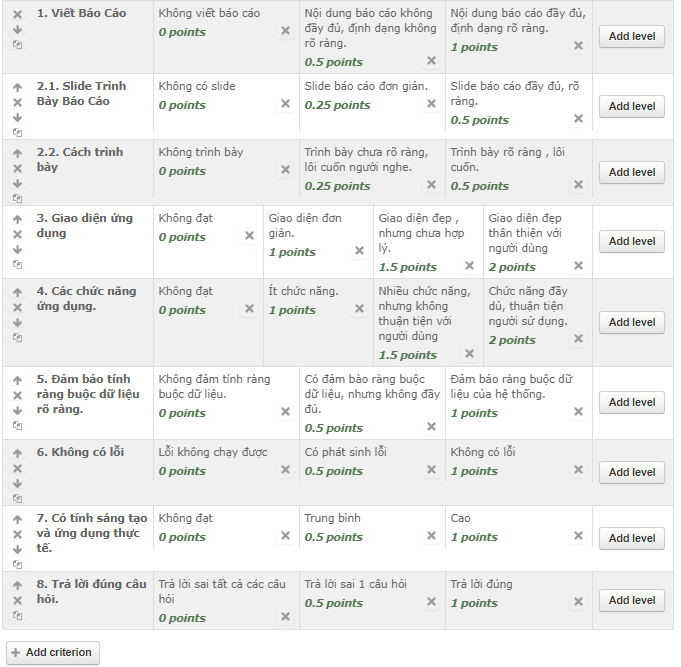 1. Viết Báo Cáo
Không viết báo cáo
0 points
Nội dung báo cáo không
đầy đủ, định dạng không
rõ ràng.
0.5 points
Nội dung báo cáo đầy đủ,
định dạng rõ ràng.
1 points
Add level
2.1. Slide Trình
Bày Báo Cáo
Không có slide
0 points
Slide báo cáo đơn giản.
0.25 points
Slide báo cáo đầy đủ, rõ
ràng.
0.5 points
Add level
2.2. Cách trình
bày
Không trình bày
0 points
Trình bày chưa rõ ràng,
lôi cuốn người nghe.
0.25 points
Trình bày rõ ràng , lôi
cuốn.
0.5 points
Add level
3. Giao diện ứng
dụng
Không đạt
0 points
Giao diện đơn
giản.
1 points
Giao diện đẹp ,
nhưng chưa hợp
lý.
1.5 points
Giao diện đẹp
thân thiện với
người dùng
2 points
Add level
4. Các chức năng
ứng dụng.
Không đạt
0 points
Ít chức năng.
1 points
Nhiều chức năng,
nhưng không
thuận tiện với
người dùng
1.5 points
Chức năng đầy
đủ, thuận tiện
người sử dụng.
2 points
Add level
5. Đảm bảo tính
ràng buộc dữ liệu
rõ ràng.
Không đảm tính ràng
buộc dữ liệu.
0 points
Có đảm bảo ràng buộc
dữ liệu, nhưng không đầy
đủ.
0.5 points
Đảm bảo ràng buộc dữ
liệu của hệ thống.
1 points
Add level
6. Không có lỗi
Lỗi không chạy được
0 points
Có phát sinh lỗi
0.5 points
Không có lỗi
1 points
Add level
7. Có tính sáng tạo
và ứng dụng thực
tế.
Không đạt
0 points
Trung bình
0.5 points
Cao
1 points
Add level
8. Trả lời đúng câu
hỏi.
Trả lời sai tất cả các câu
hỏi
0 points
Trả lời sai 1 câu hỏi
0.5 points
Trả lời đúng
1 points
Add level
Add criterion